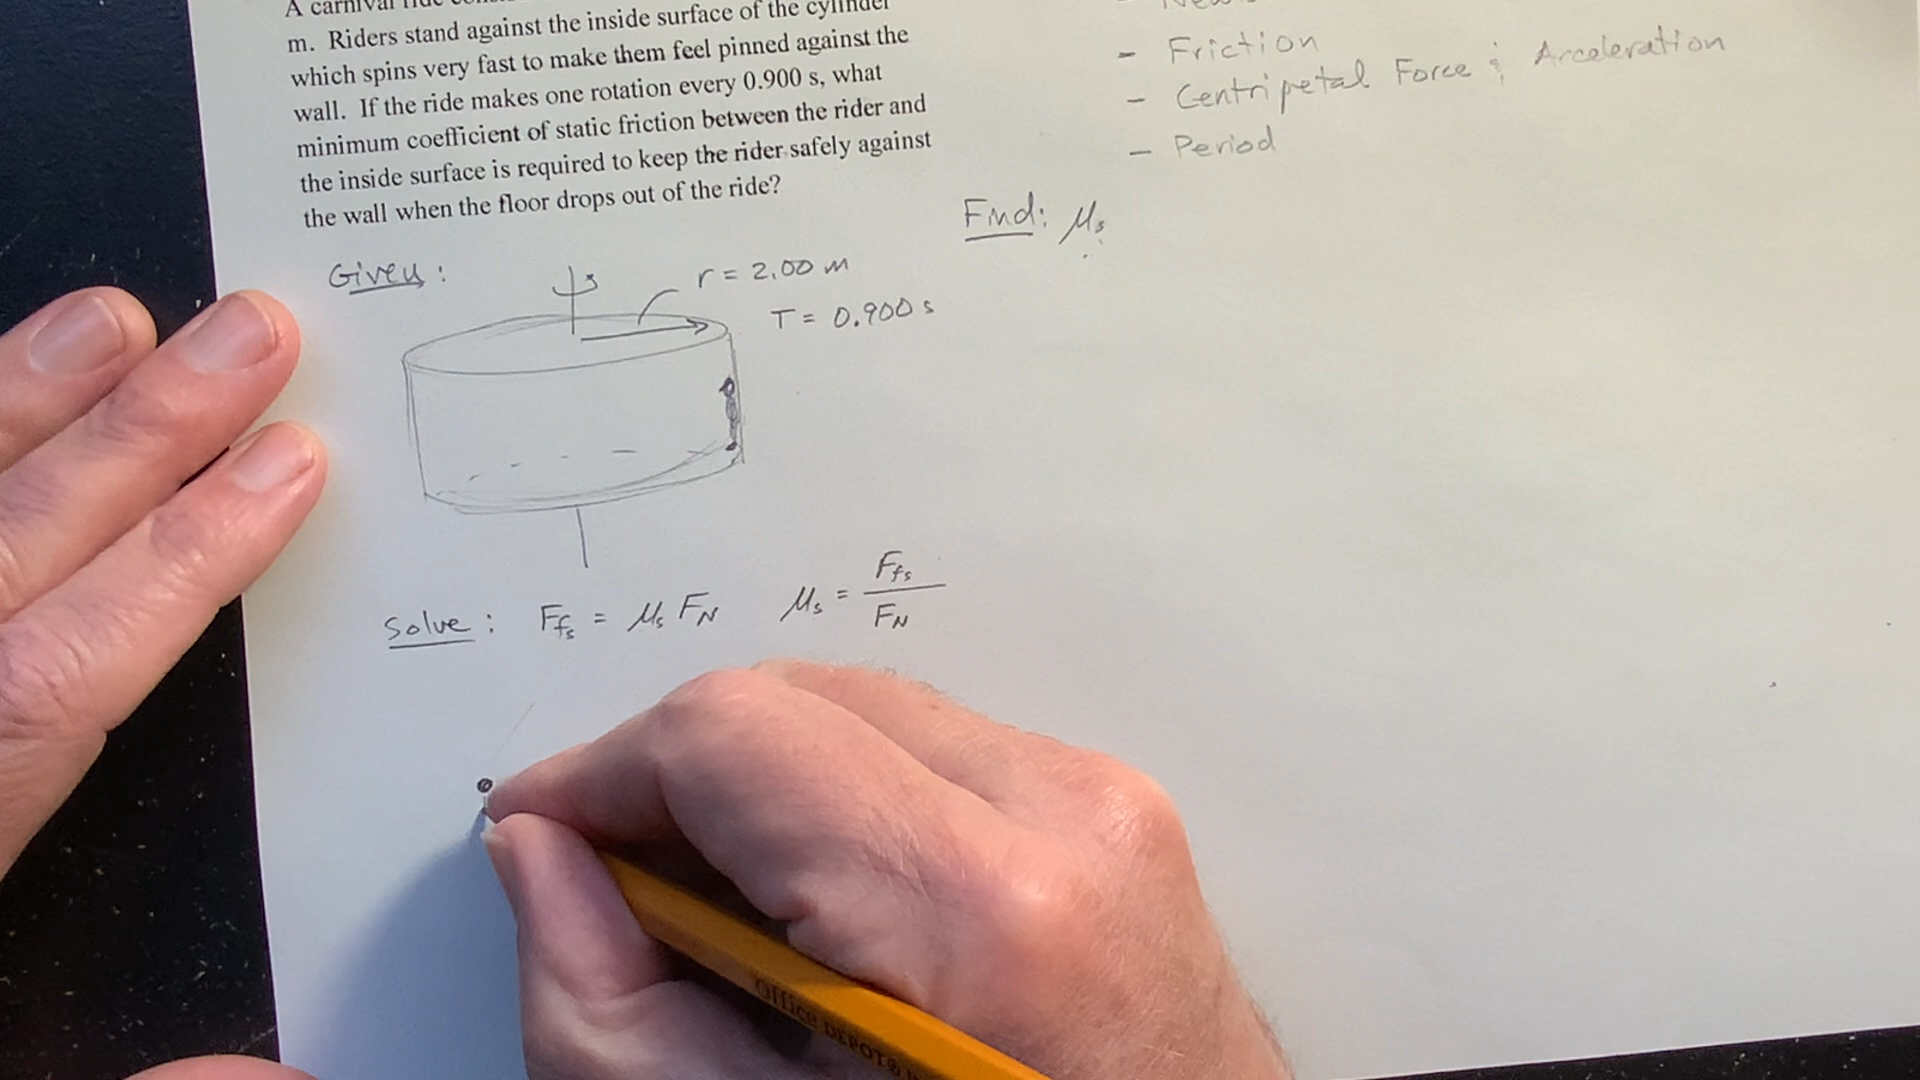 A carnival ride
m. Riders stand against the inside surface of the cylinder
which spins very fast to make them feel pinned against the
wall. If the ride makes one rotation every 0.900 s, what
minimum coefficient of static friction between the rider and
the inside surface is required to keep the rider safely against
the wall when the floor drops out of the ride?
- Friction
- Centripetal Force & Acceleration
- Period
Find: μs
Given:
r = 2.00 m
T = 0.900 s
Solve: Ffs = μs FN μs = Ffs / FN
Office DEPOT®